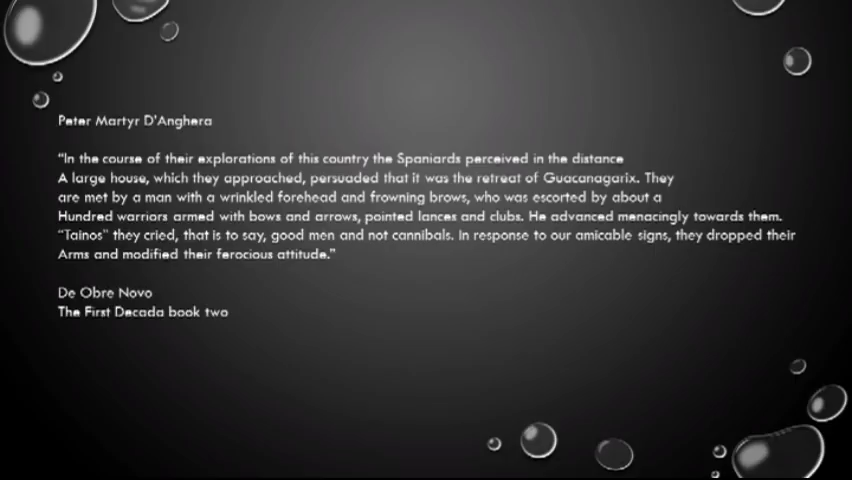 Peter Martyr D'Anghera
"In the course of their explorations of this country the Spaniards perceived in the distance
A large house, which they approached, persuaded that it was the retreat of Guacanagarix. They
are met by a man with a wrinkled forehead and frowning brows, who was escorted by about a
Hundred warriors armed with bows and arrows, pointed lances and clubs. He advanced menacingly towards them.
"Tainos" they cried, that is to say, good men and not cannibals. In response to our amicable signs, they dropped their
Arms and modified their ferocious attitude."
De Obre Novo
The First Decada book two